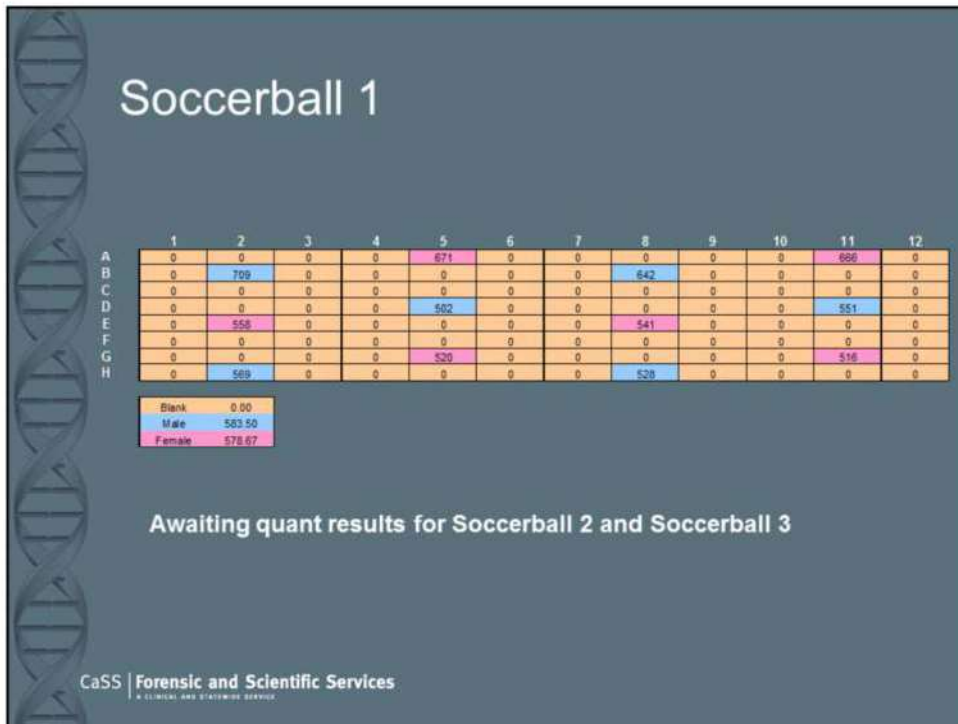 Soccerball 1
1 2 3 4 5 6 7 8 9 10 11 12
A 0 0 0 0 671 0 0 0 0 0 666 0
B 0 709 0 0 0 0 0 642 0 0 0 0
C 0 0 0 0 0 0 0 0 0 0 0 0
D 0 0 0 0 502 0 0 0 0 0 551 0
E 0 558 0 0 0 0 0 541 0 0 0 0
F 0 0 0 0 0 0 0 0 0 0 0 0
G 0 0 0 0 520 0 0 0 0 0 516 0
H 0 569 0 0 0 0 0 528 0 0 0 0
Blank 0.00
Male 583.50
Female 578.67
Awaiting quant results for Soccerball 2 and Soccerball 3
CaSS | Forensic and Scientific Services
A CLINICAL AND STATEWIDE SERVICE